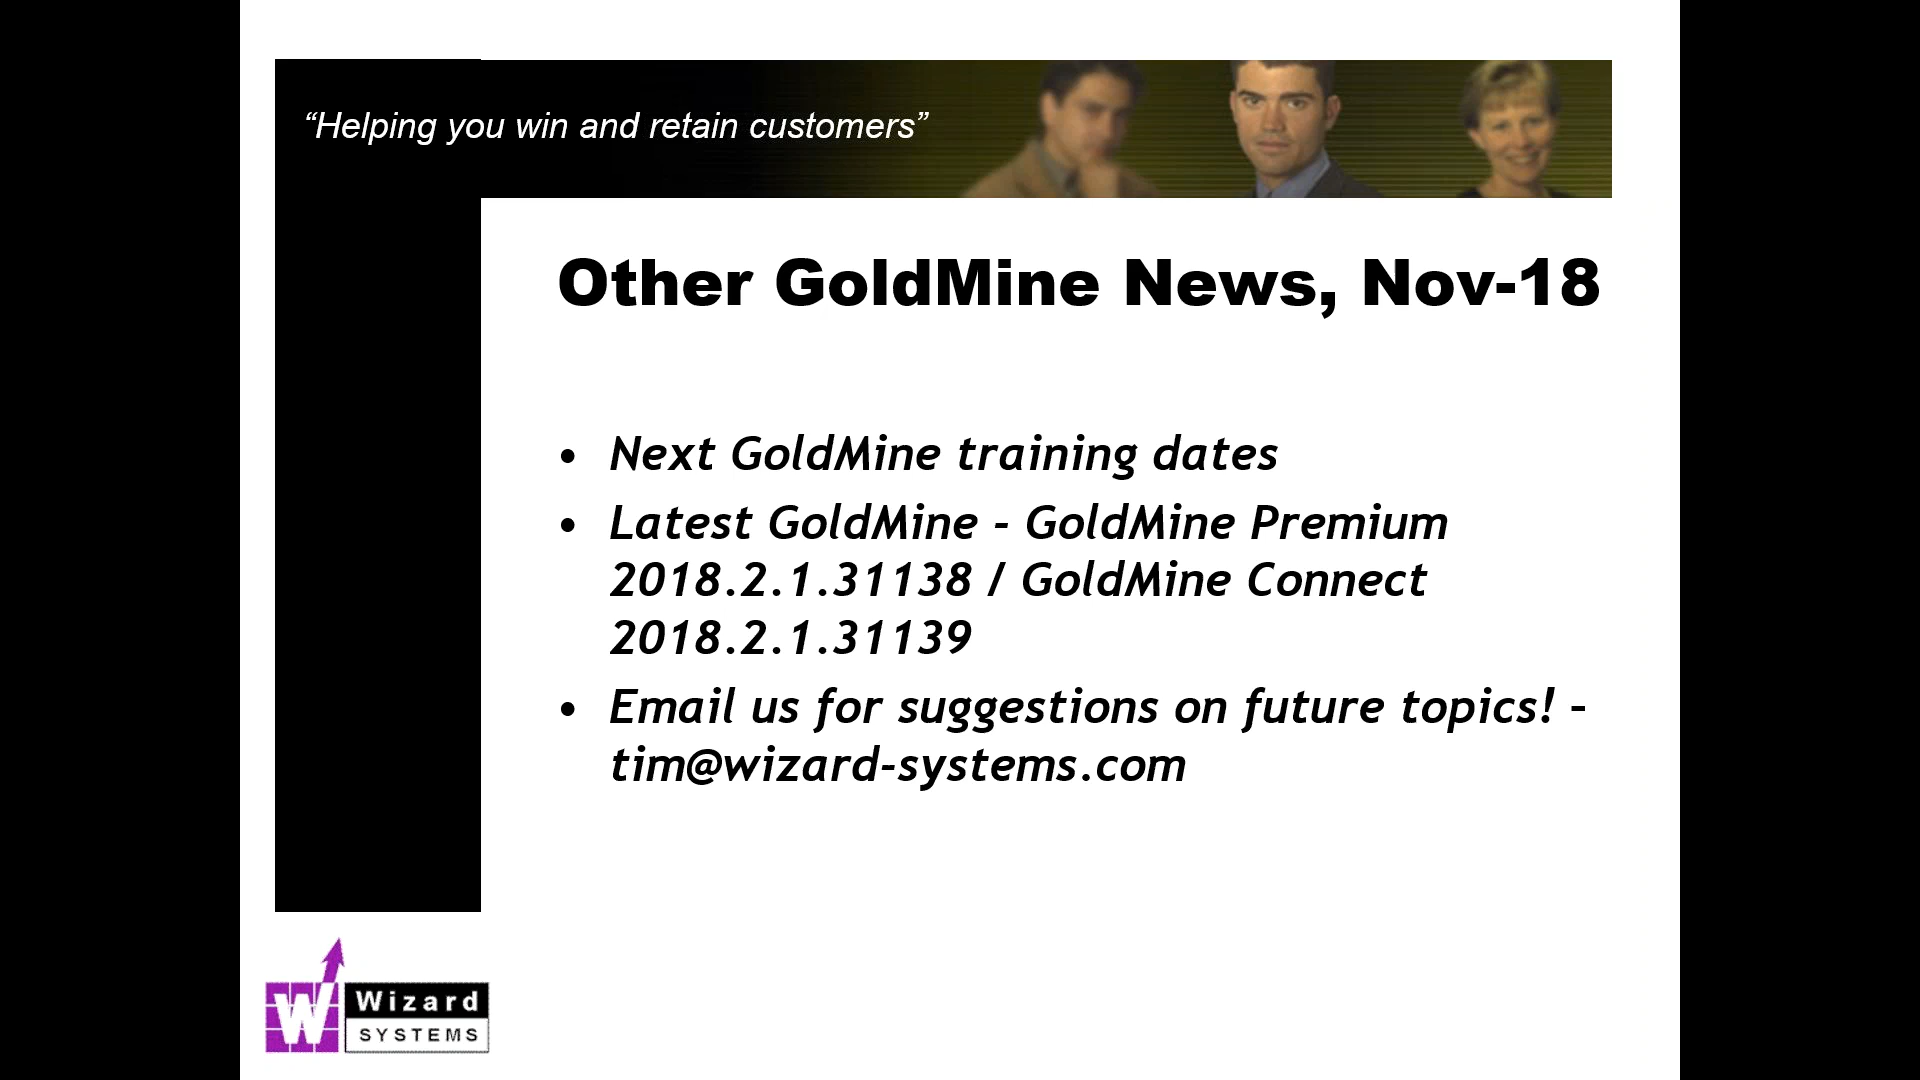 “Helping you win and retain customers”
Other GoldMine News, Nov-18
• Next GoldMine training dates
• Latest GoldMine – GoldMine Premium
2018.2.1.31138 / GoldMine Connect
2018.2.1.31139
• Email us for suggestions on future topics! –
tim@wizard-systems.com
W
Wizard
SYSTEMS